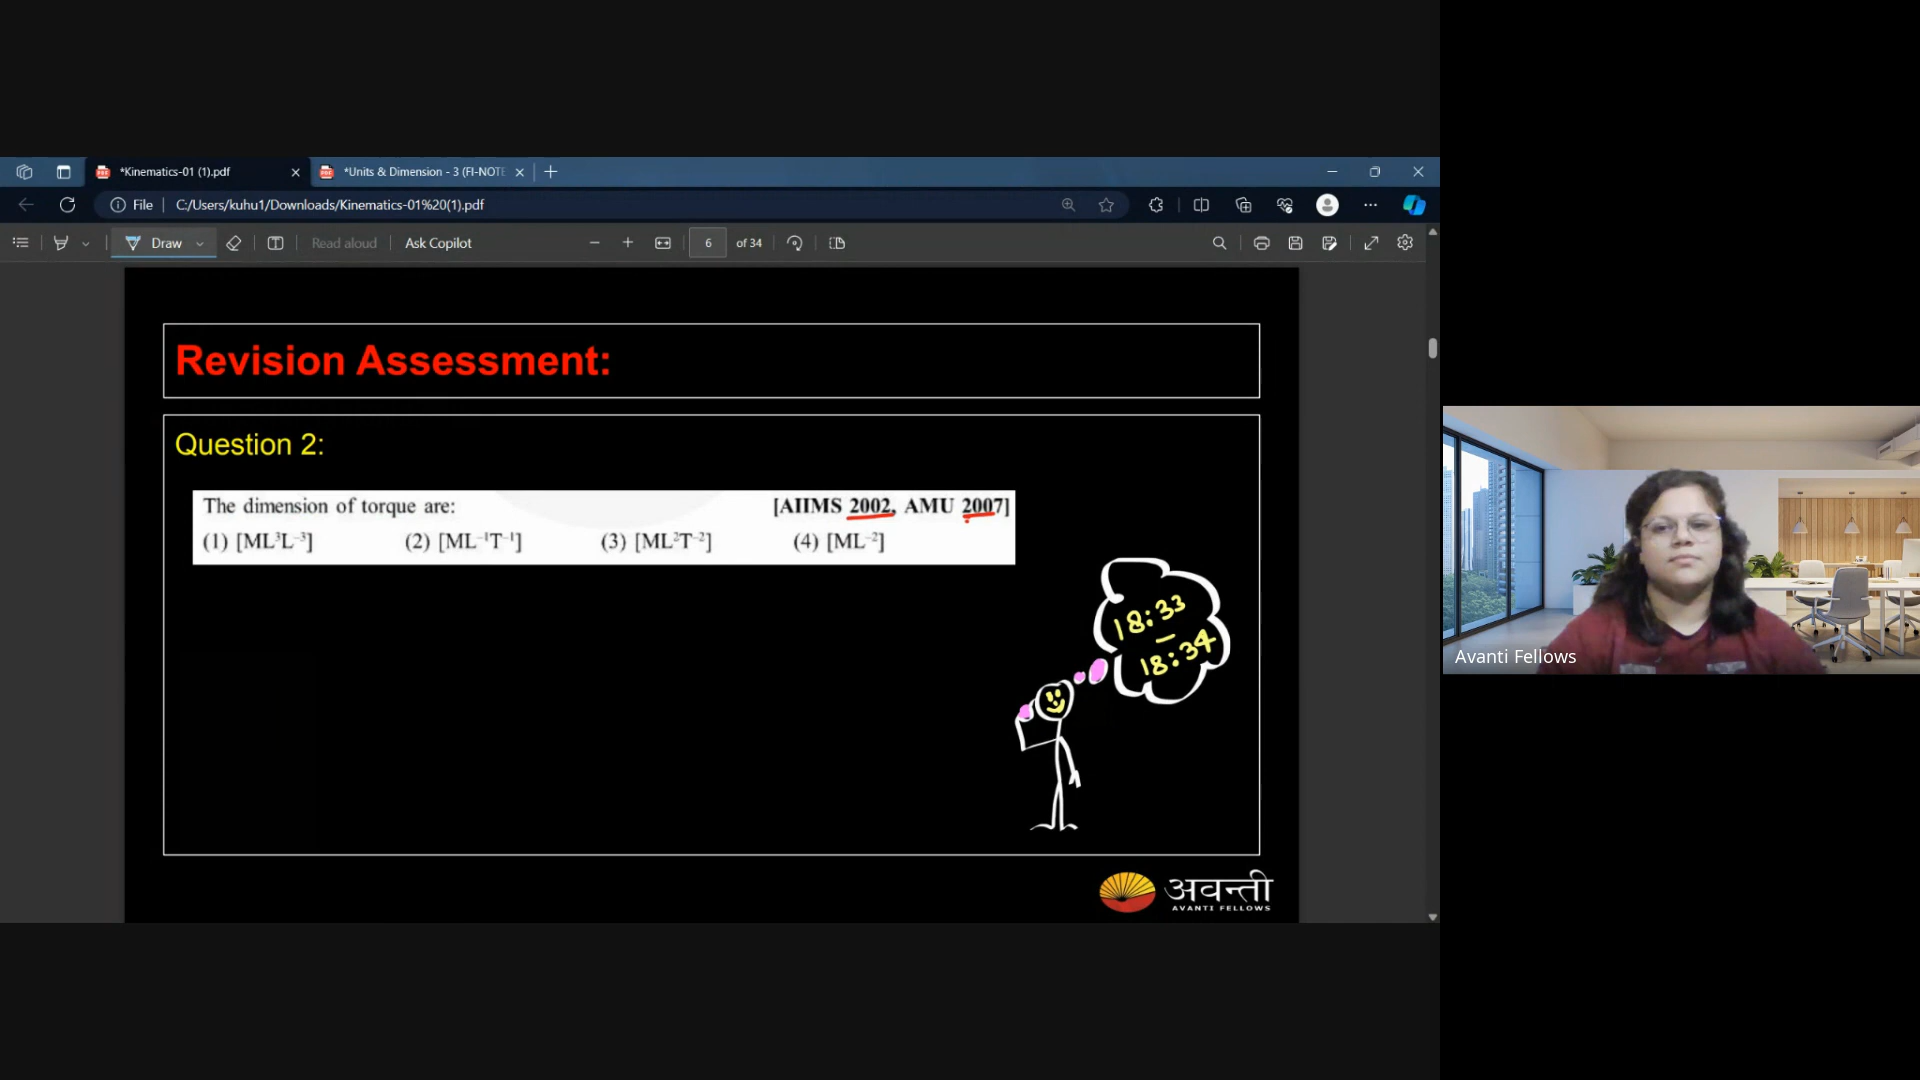 *Kinematics-01 (1).pdf
*Units & Dimension - 3 (FI-NOTE
File
C:/Users/kuhu1/Downloads/Kinematics-01%20(1).pdf
Draw
Read aloud
Ask Copilot
6
of 34
Revision Assessment:
Question 2:
The dimension of torque are: [AIIMS 2002, AMU 2007]
(1) [ML³L⁻³] (2) [ML⁻¹T⁻¹] (3) [ML²T⁻²] (4) [ML⁻²]
18:33
–
18:34
अवन्ती
AVANTI FELLOWS
Avanti Fellows